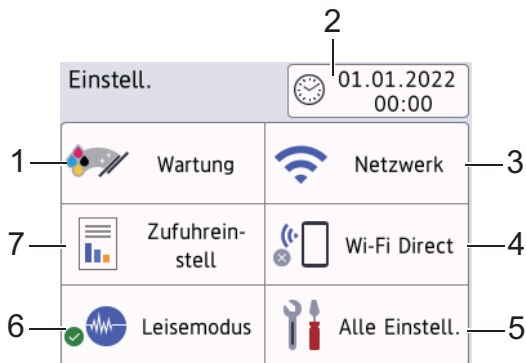 2
Einstell.
01.01.2022
00:00
1
Wartung
Netzwerk
3
7
Zufuhrein-
stell
Wi-Fi Direct
4
6
Leisemodus
Alle Einstell.
5